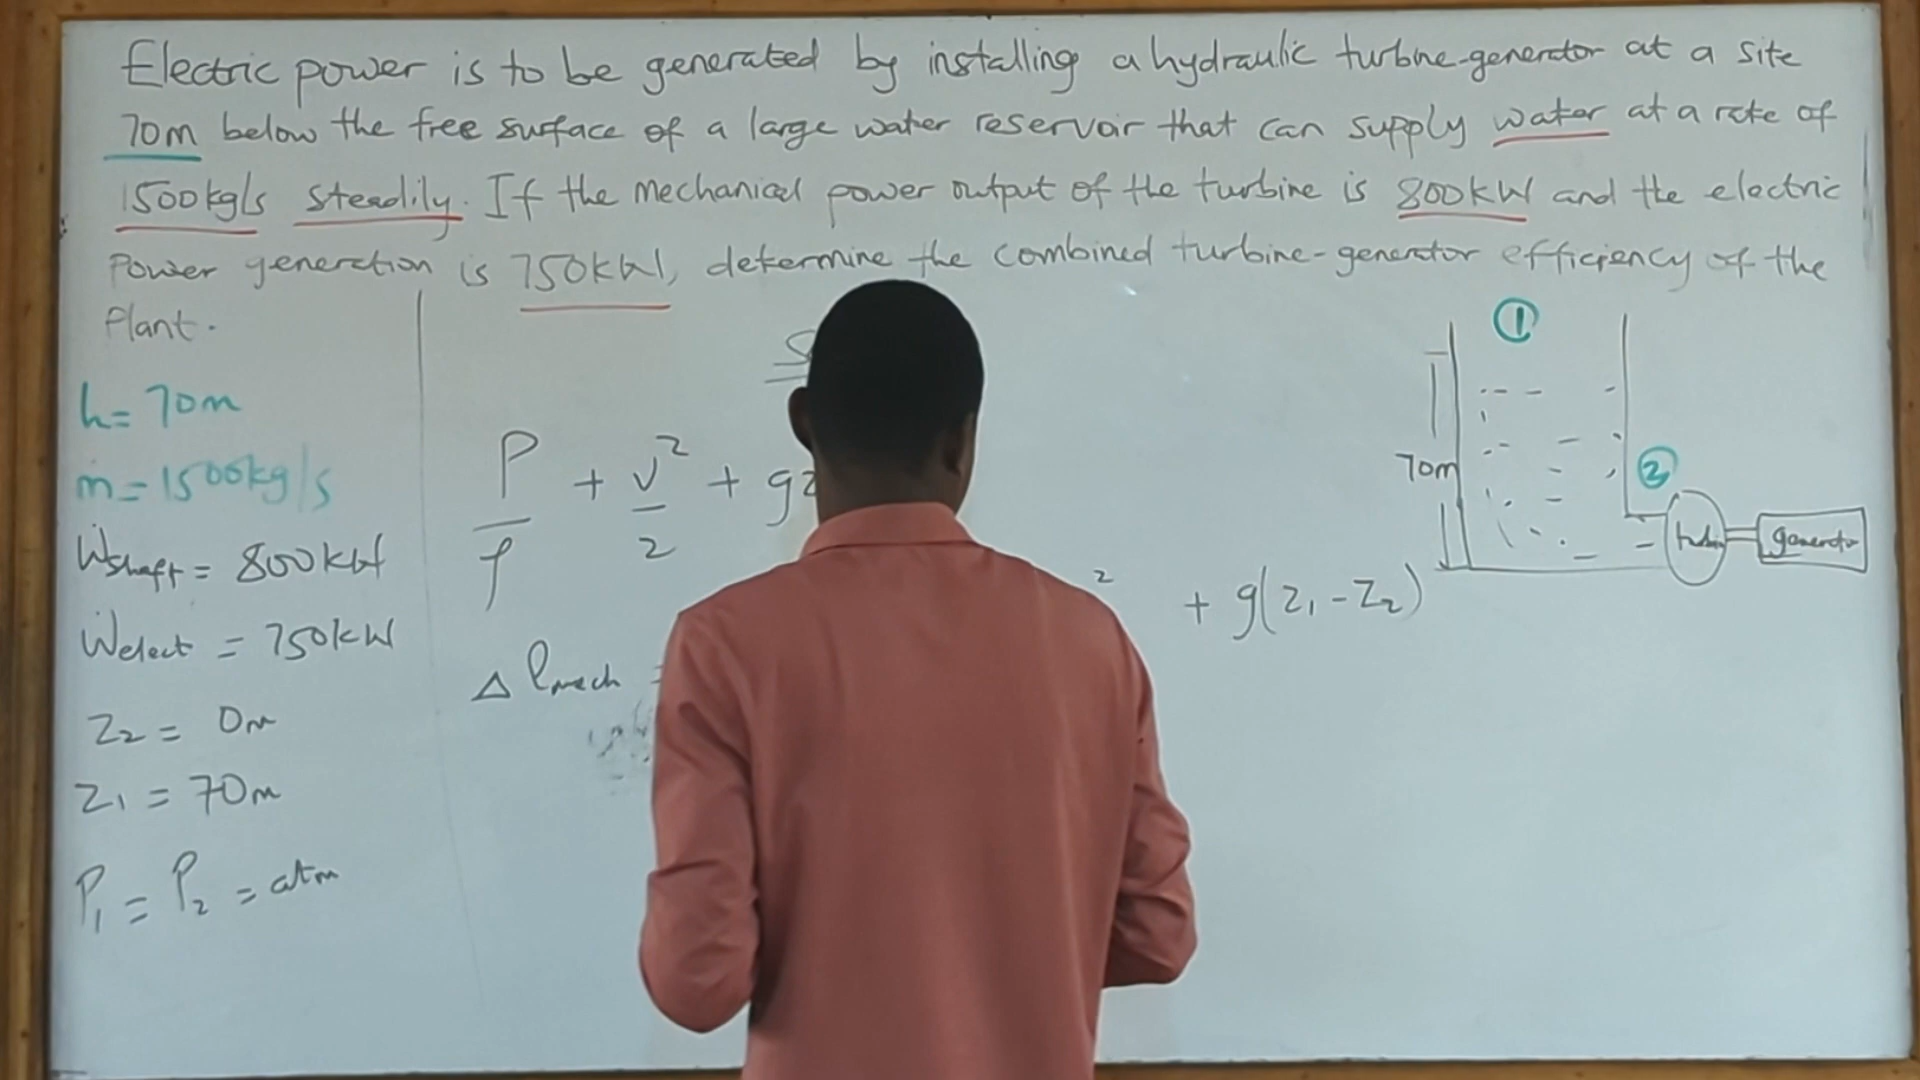 Electric power is to be generated by installing a hydraulic turbine-generator at a site
70m below the free surface of a large water reservoir that can supply water at a rate of
1500kg/s steadily. If the mechanical power output of the turbine is 800kW and the electric
Power generation is 750kW, determine the combined turbine-generator efficiency of the
Plant.
h = 70m
ṁ = 1500kg/s
Ẇshaft = 800kW
Ẇelect = 750kW
Z₂ = 0m
Z₁ = 70m
P₁ = P₂ = atm
P/ρ + V²/2 + gz
² + g(z₁ - Z₂)
Δ emech =
①
②
70m
turbin
generator